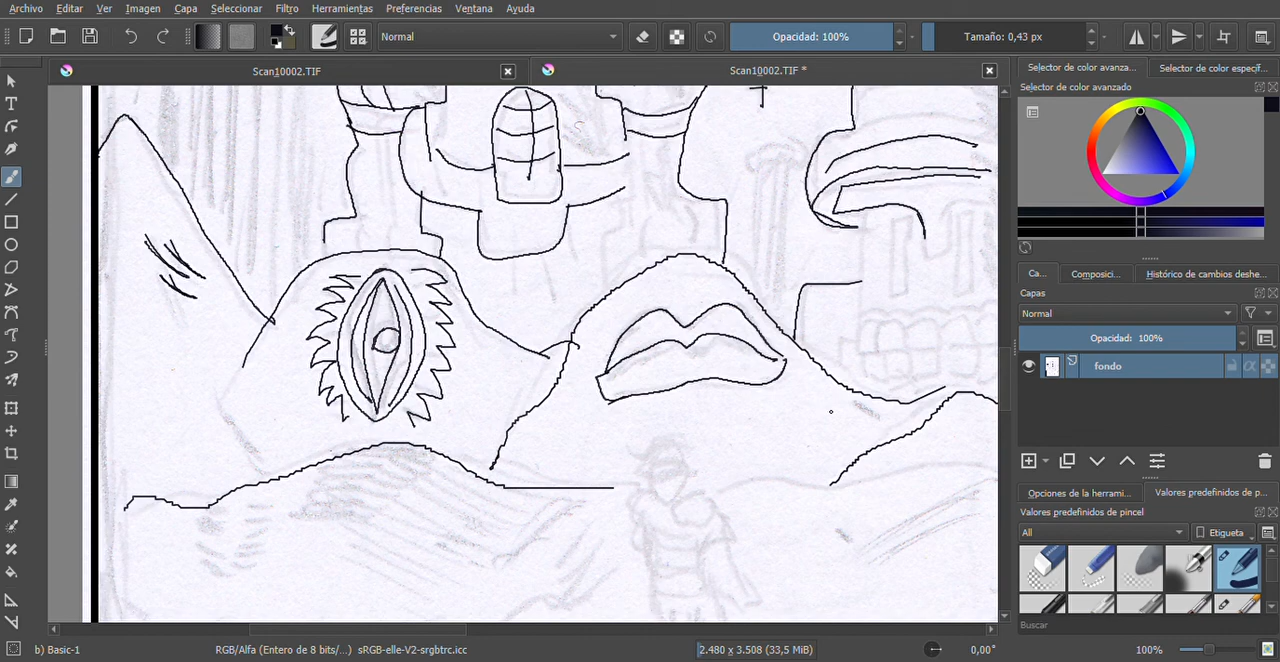 Archivo Editar Ver Imagen Capa Seleccionar Filtro Herramientas Preferencias Ventana Ayuda
Normal Opacidad: 100% Tamaño: 0,43 px
Scan10002.TIF Scan10002.TIF *
Selector de color avanza... Selector de color específ...
Selector de color avanzado
Ca... Composici... Histórico de cambios deshe...
Capas
Normal
Opacidad: 100%
fondo
Opciones de la herrami... Valores predefinidos de p...
Valores predefinidos de pincel
All Etiqueta
Buscar
b) Basic-1 RGB/Alfa (Entero de 8 bits/...) sRGB-elle-V2-srgbtrc.icc 2.480 x 3.508 (33,5 MiB) 0,00° 100%